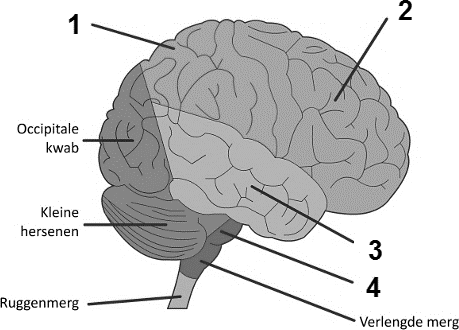 1
2
Occipitale
kwab
Kleine
hersenen
3
4
Ruggenmerg
Verlengde merg